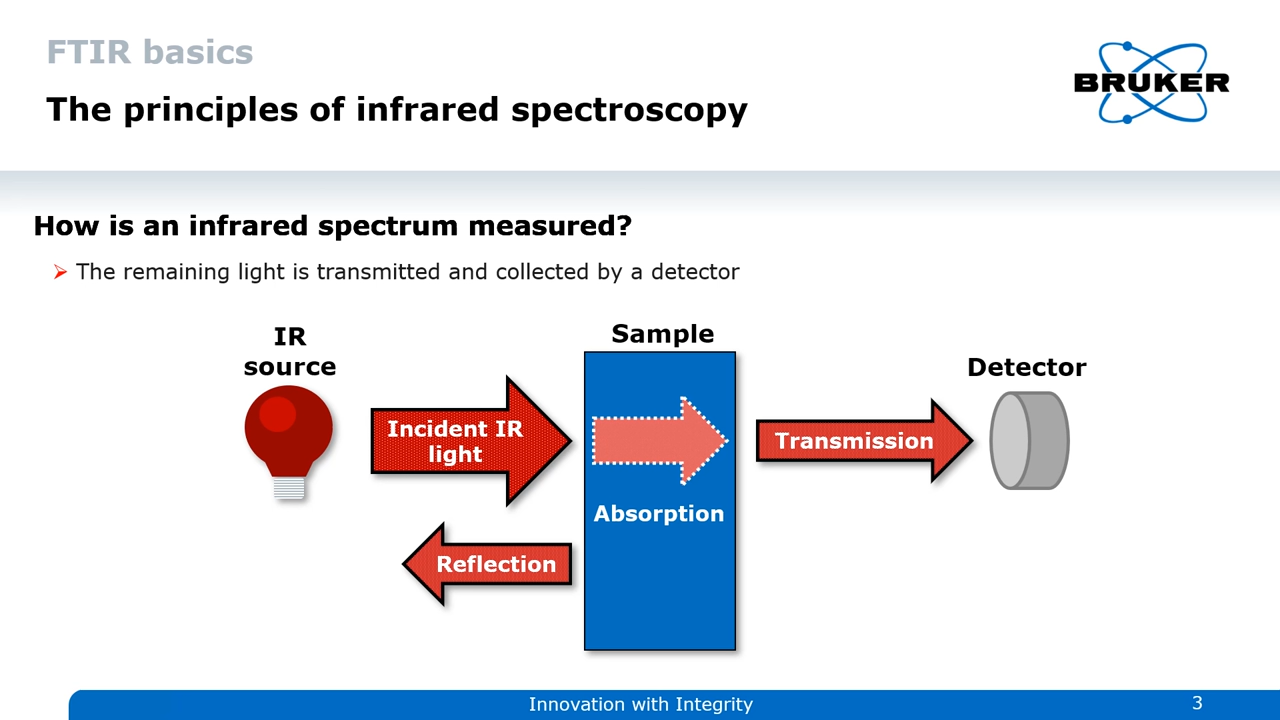 FTIR basics
The principles of infrared spectroscopy
BRUKER
How is an infrared spectrum measured?
The remaining light is transmitted and collected by a detector
IR
source
Sample
Detector
Incident IR
light
Transmission
Absorption
Reflection
Innovation with Integrity
3